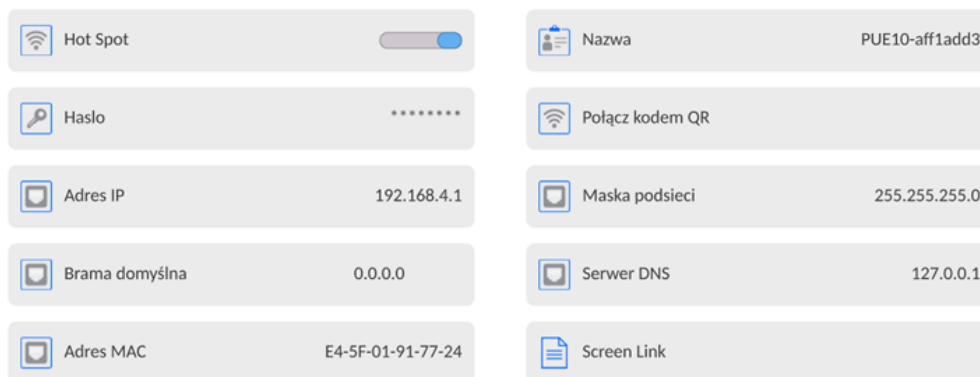 Hot Spot
Nazwa PUE10-aff1add3
Haslo ••••••••
Połącz kodem QR
Adres IP 192.168.4.1
Maska podsieci 255.255.255.0
Brama domyślna 0.0.0.0
Serwer DNS 127.0.0.1
Adres MAC E4-5F-01-91-77-24
Screen Link